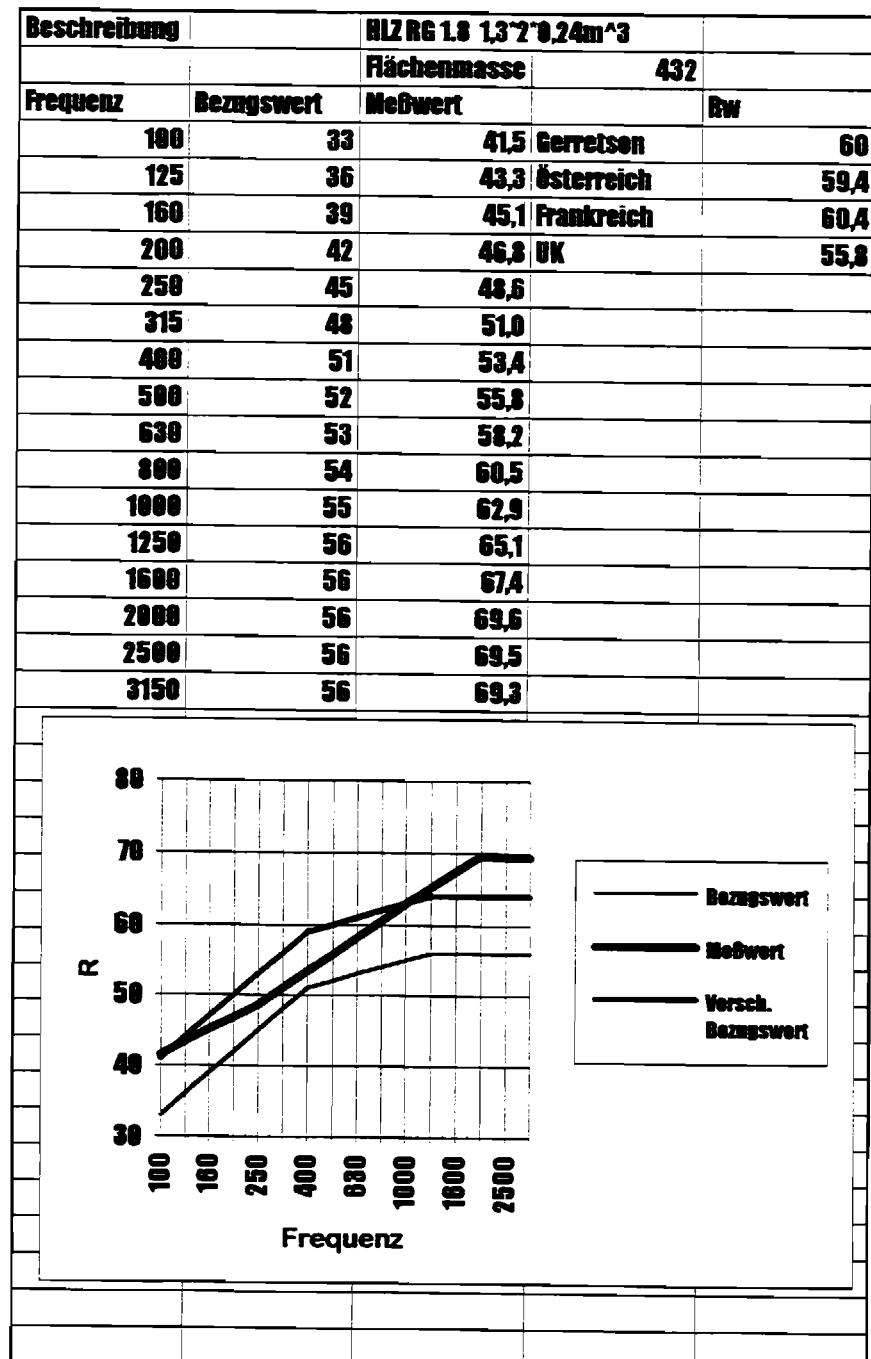 Beschreibung HLZ RG 1.8 1,3*2*0,24m^3
Flächenmasse 432
Frequenz Bezugswert Meßwert Rw
100 33 41,5 Gerretsen 60
125 36 43,3 Österreich 59,4
160 39 45,1 Frankreich 60,4
200 42 46,8 UK 55,8
250 45 48,6
315 48 51,0
400 51 53,4
500 52 55,8
630 53 58,2
800 54 60,5
1000 55 62,9
1250 56 65,1
1600 56 67,4
2000 56 69,6
2500 56 69,5
3150 56 69,3
80
70
60
50
40
30
R
100 160 250 400 630 1000 1600 2500
Frequenz
Bezugswert
Meßwert
Versch.
Bezugswert